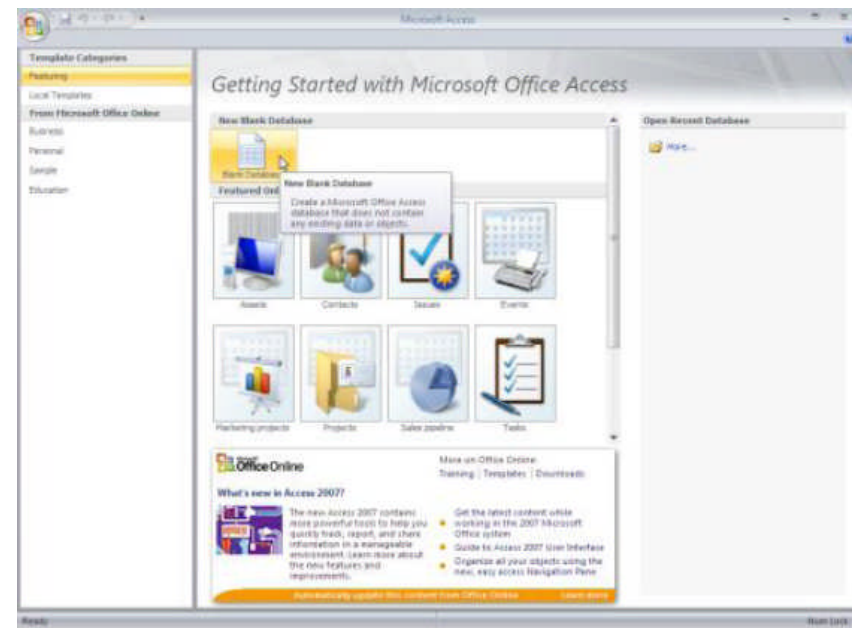 Microsoft Access
Template Categories
Featuring
Local Templates
From Microsoft Office Online
Business
Personal
Sample
Education
Getting Started with Microsoft Office Access
New Blank Database
Blank Database
New Blank Database
Create a Microsoft Office Access
database that does not contain
any existing data or objects.
Featured Onl
Assets
Contacts
Issues
Events
Marketing projects
Projects
Sales pipeline
Tasks
Open Recent Database
More...
Microsoft
Office Online
More on Office Online:
Training | Templates | Downloads
What's new in Access 2007?
The new Access 2007 contains
more powerful tools to help you
quickly track, report, and share
information in a manageable
environment. Learn more about
the new features and
improvements.
Get the latest content while
working in the 2007 Microsoft
Office system
Guide to Access 2007 User Interface
Organize all your objects using the
new, easy access Navigation Pane
Automatically update this content from Office Online
Learn more
Ready
Num Lock